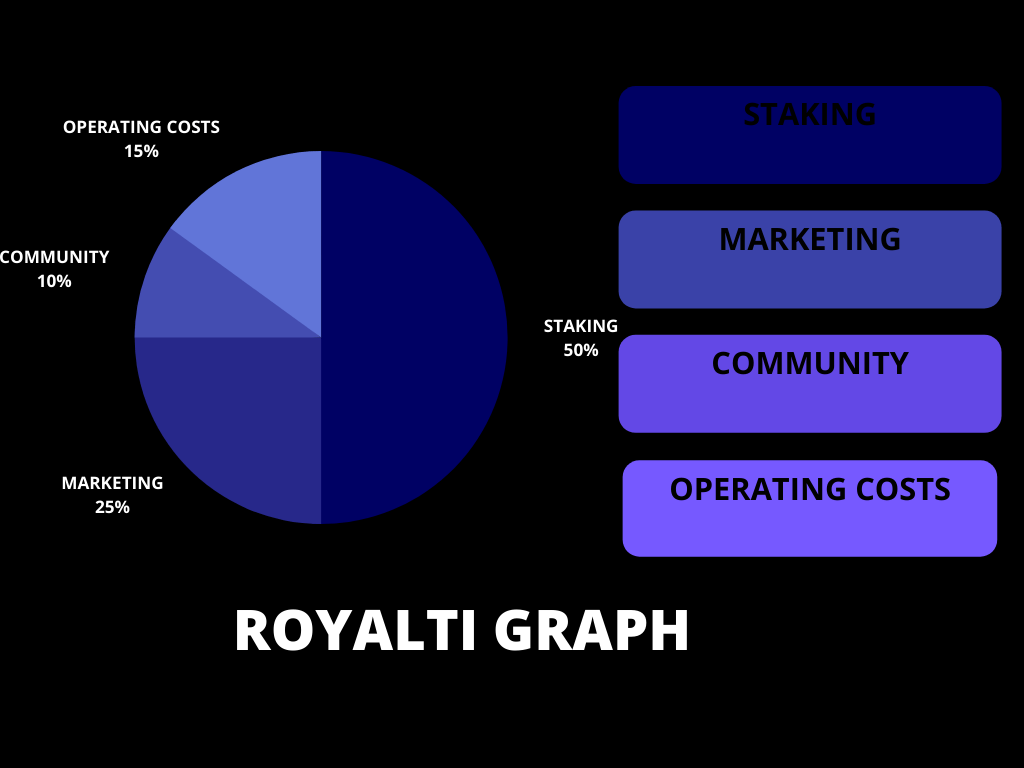 OPERATING COSTS
15%
COMMUNITY
10%
STAKING
50%
MARKETING
25%
STAKING
MARKETING
COMMUNITY
OPERATING COSTS
ROYALTI GRAPH